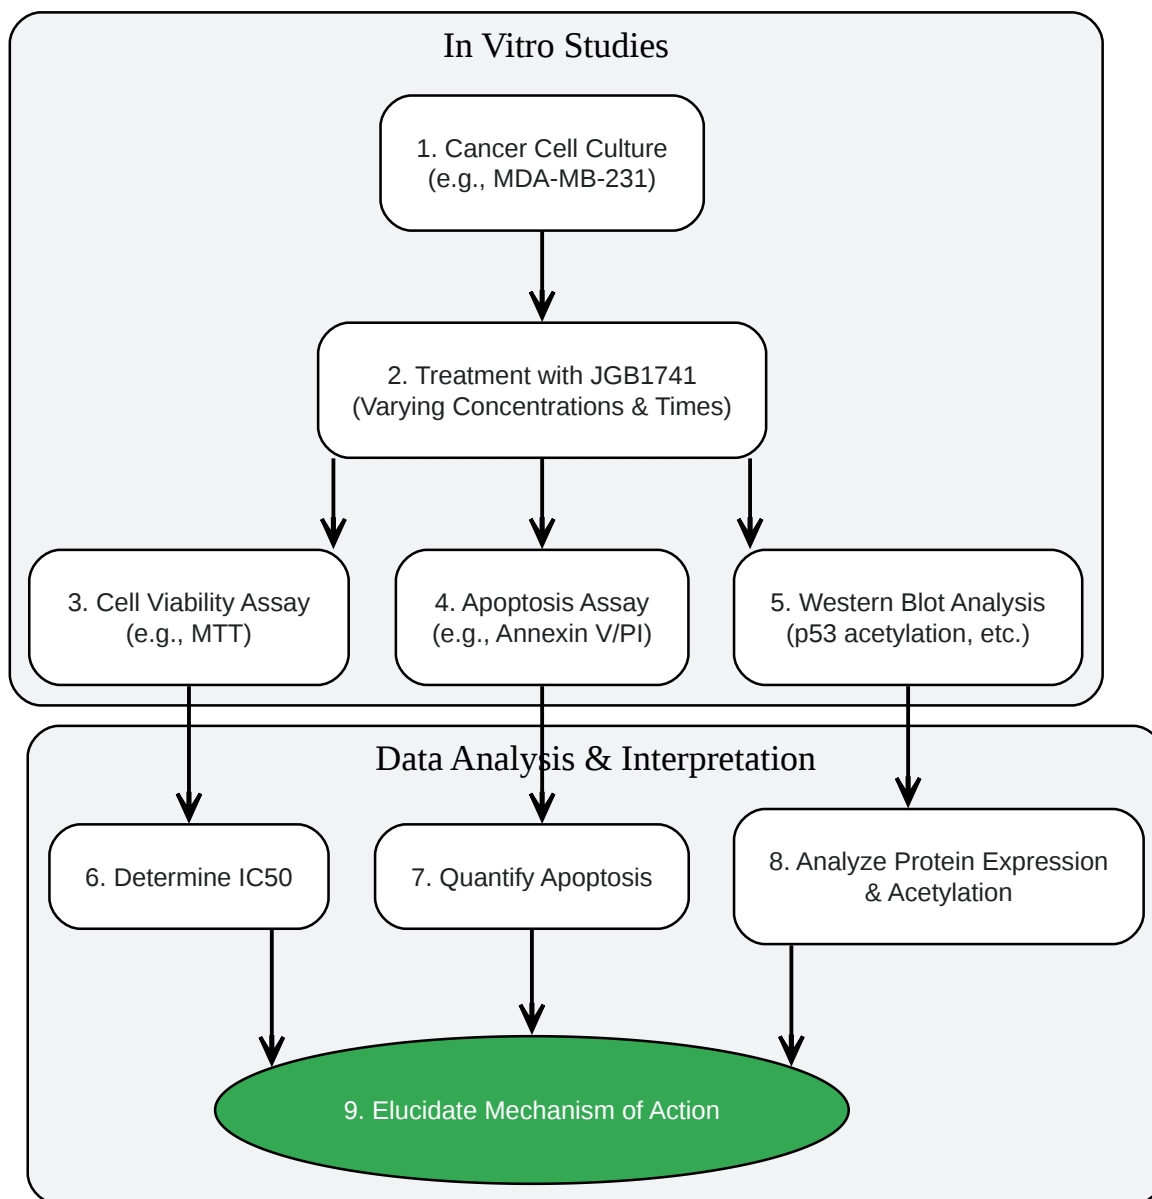 In Vitro Studies
1. Cancer Cell Culture
(e.g., MDA-MB-231)
2. Treatment with JGB1741
(Varying Concentrations & Times)
3. Cell Viability Assay
(e.g., MTT)
4. Apoptosis Assay
(e.g., Annexin V/PI)
5. Western Blot Analysis
(p53 acetylation, etc.)
Data Analysis & Interpretation
6. Determine IC50
7. Quantify Apoptosis
8. Analyze Protein Expression
& Acetylation
9. Elucidate Mechanism of Action